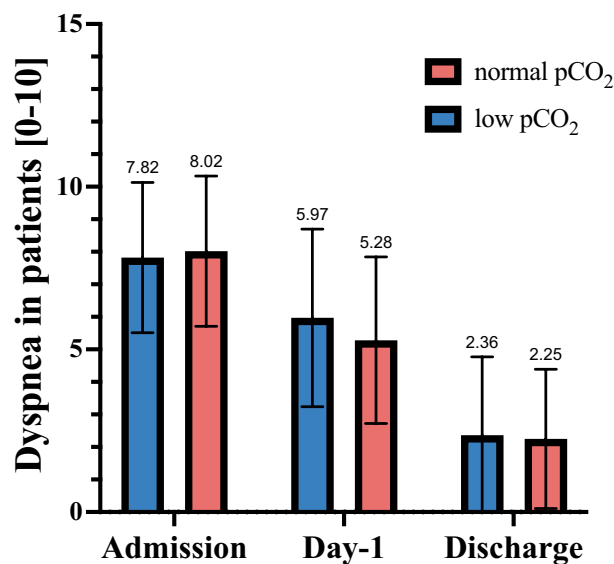 Dyspnea in patients [0-10]
15
10
5
0
normal pCO₂
low pCO₂
7.82
8.02
5.97
5.28
2.36
2.25
Admission
Day-1
Discharge